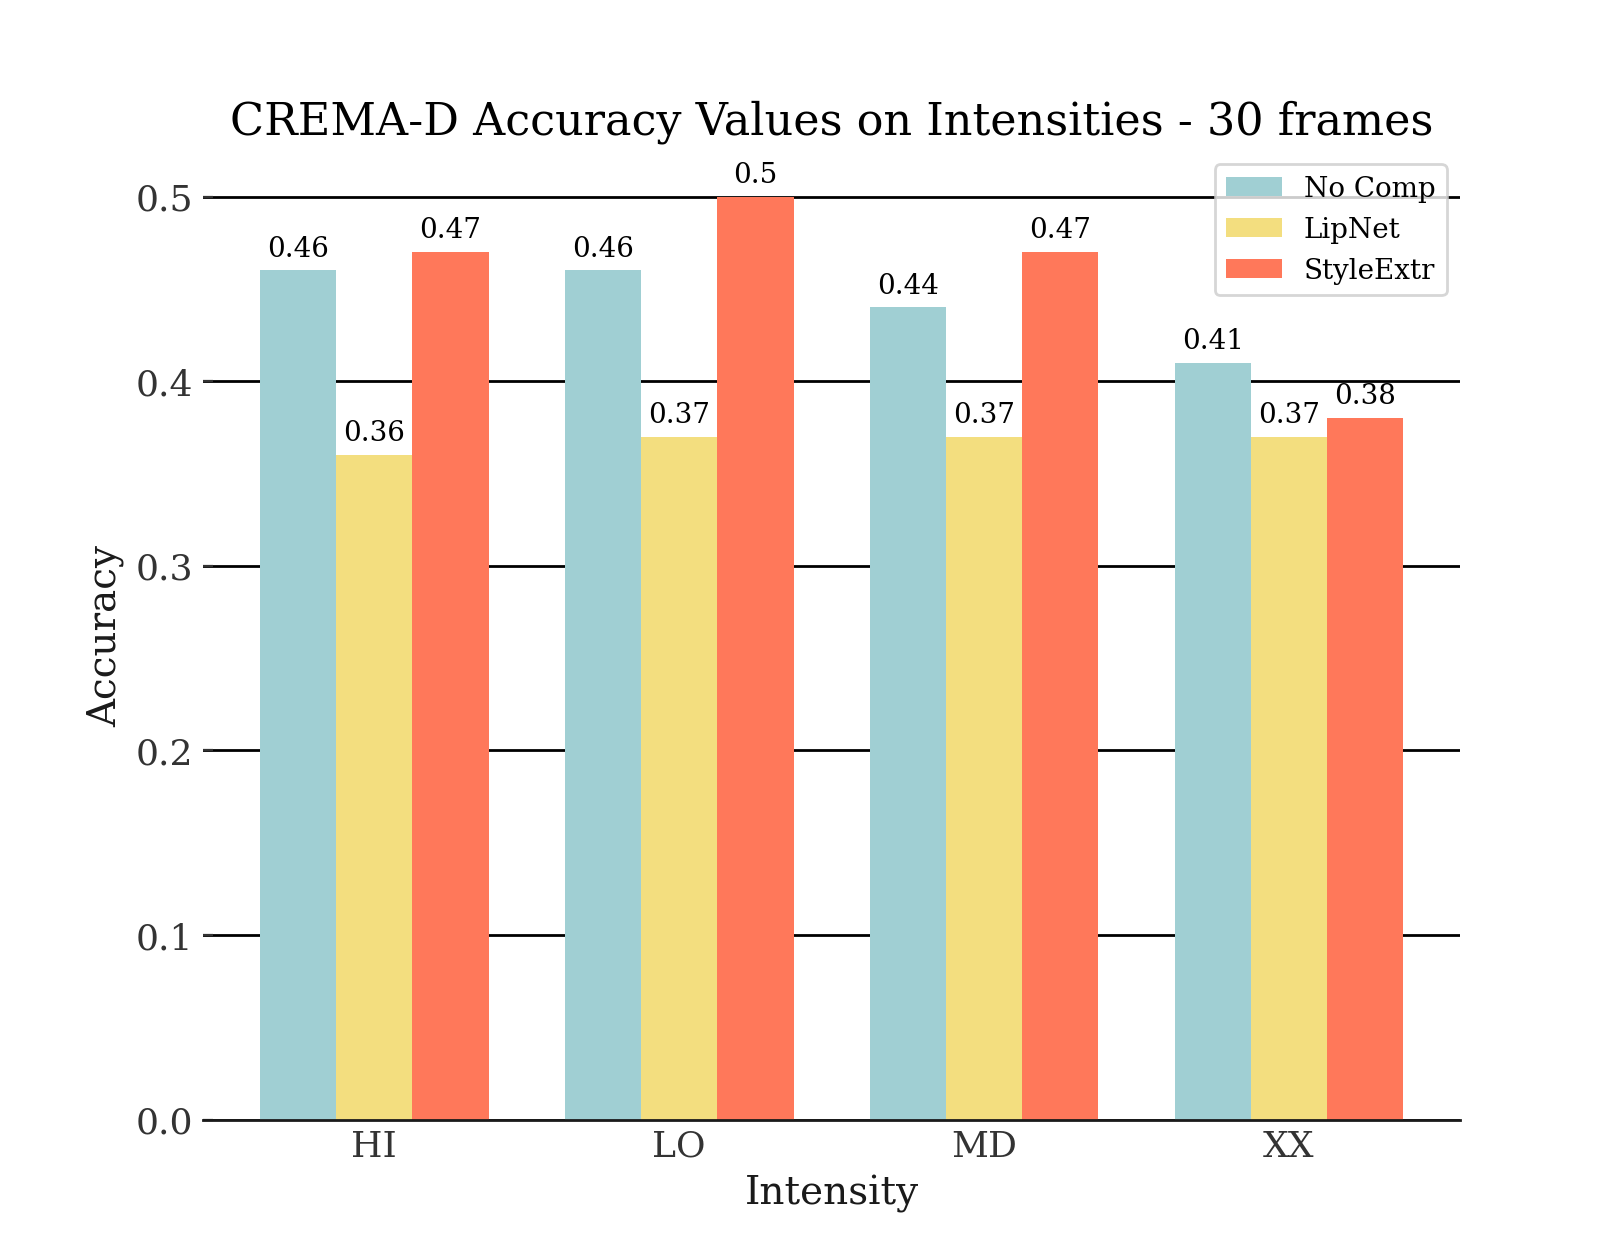 CREMA-D Accuracy Values on Intensities - 30 frames
0.5
No Comp
LipNet
StyleExtr
0.5
0.4
0.3
0.2
0.1
0.0
Accuracy
0.46
0.36
0.47
0.46
0.37
0.44
0.37
0.47
0.41
0.37
0.38
HI
LO
MD
XX
Intensity